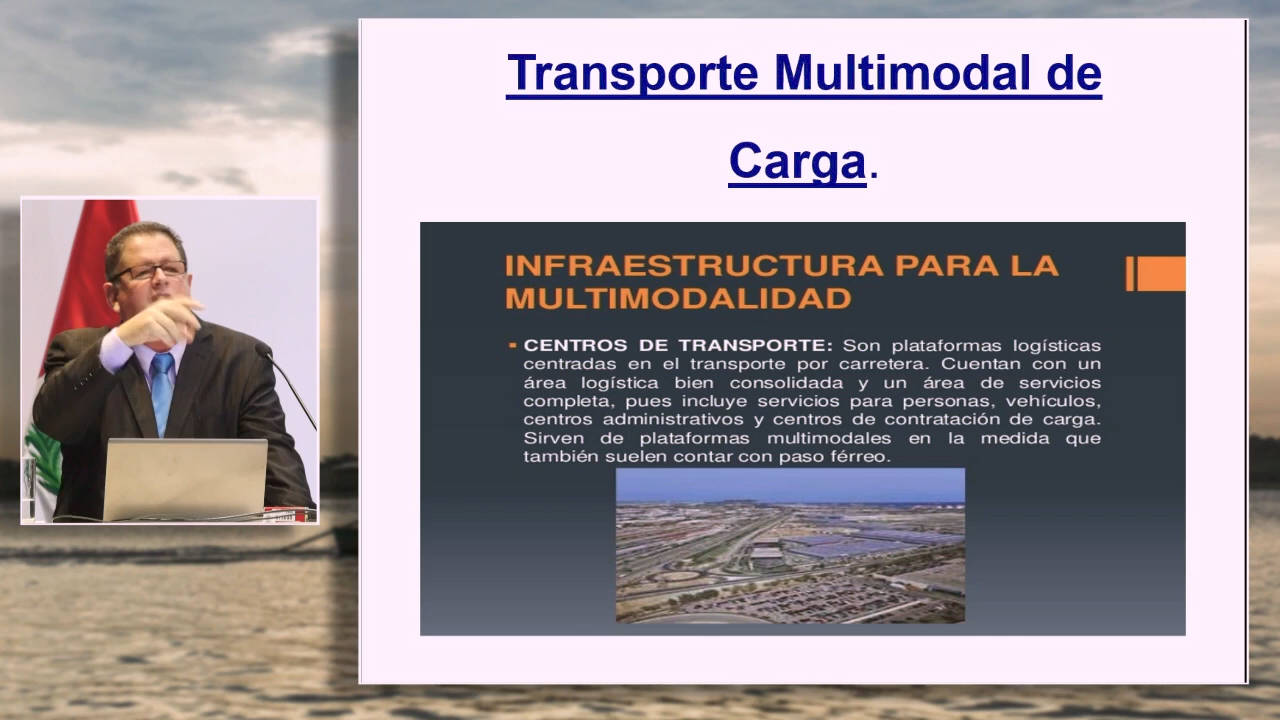 Transporte Multimodal de
Carga.
INFRAESTRUCTURA PARA LA
MULTIMODALIDAD
▪ CENTROS DE TRANSPORTE: Son plataformas logísticas
centradas en el transporte por carretera. Cuentan con un
área logística bien consolidada y un área de servicios
completa, pues incluye servicios para personas, vehículos,
centros administrativos y centros de contratación de carga.
Sirven de plataformas multimodales en la medida que
también suelen contar con paso férreo.